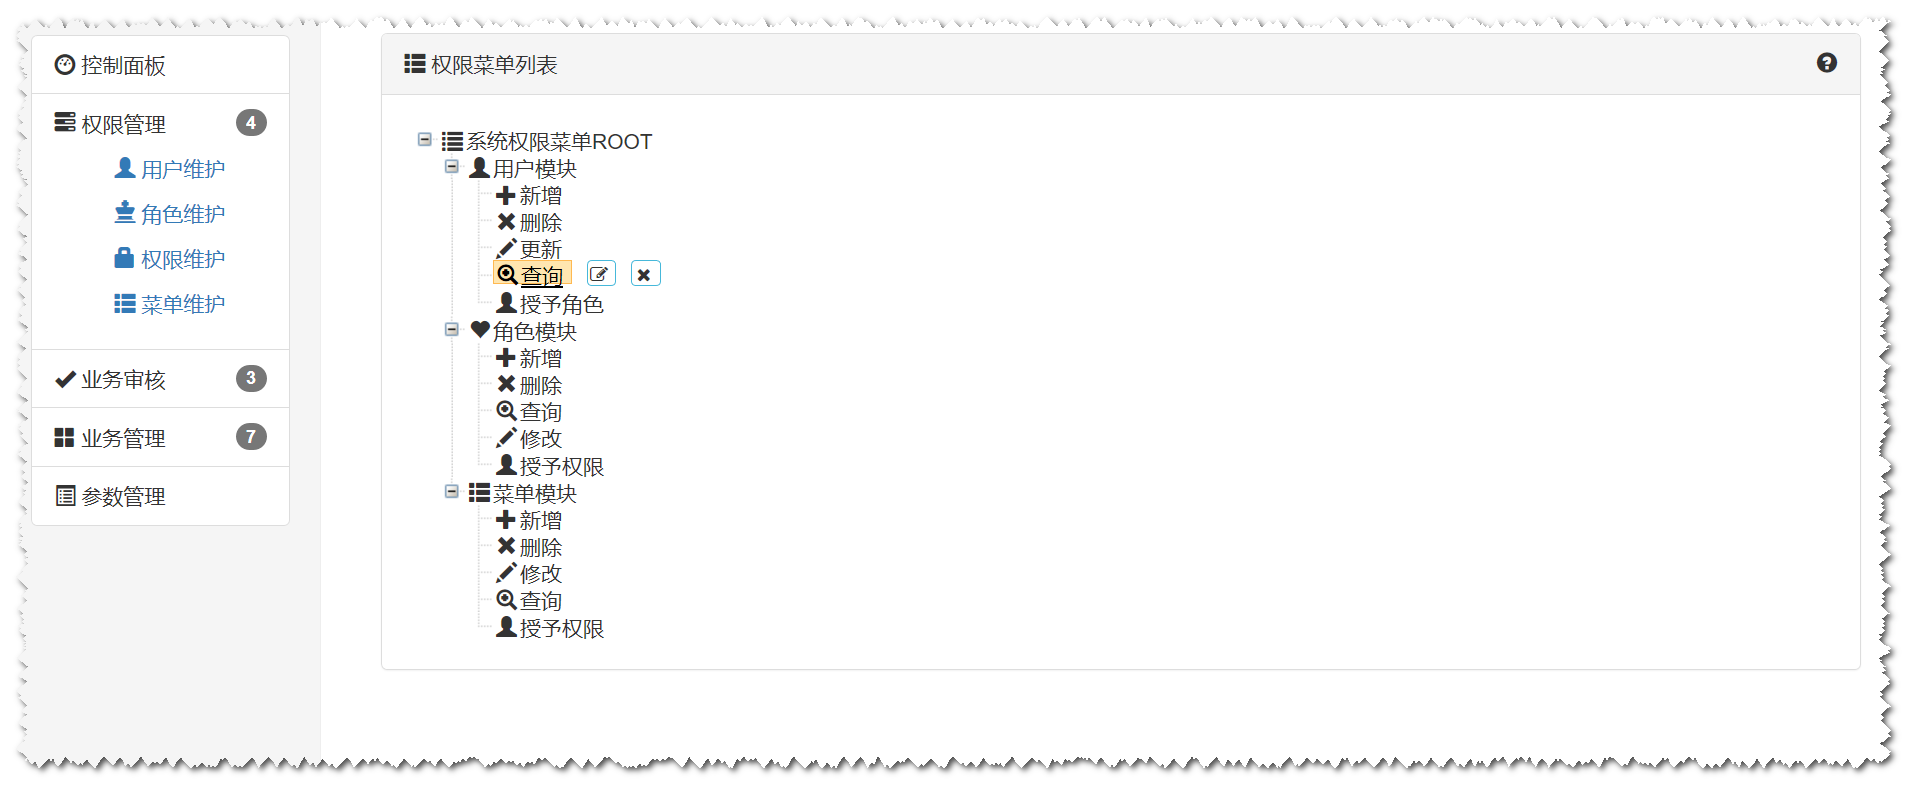 控制面板
权限管理 4
用户维护
角色维护
权限维护
菜单维护
业务审核 3
业务管理 7
参数管理
权限菜单列表
系统权限菜单ROOT
用户模块
新增
删除
更新
查询
授予角色
角色模块
新增
删除
查询
修改
授予权限
菜单模块
新增
删除
修改
查询
授予权限